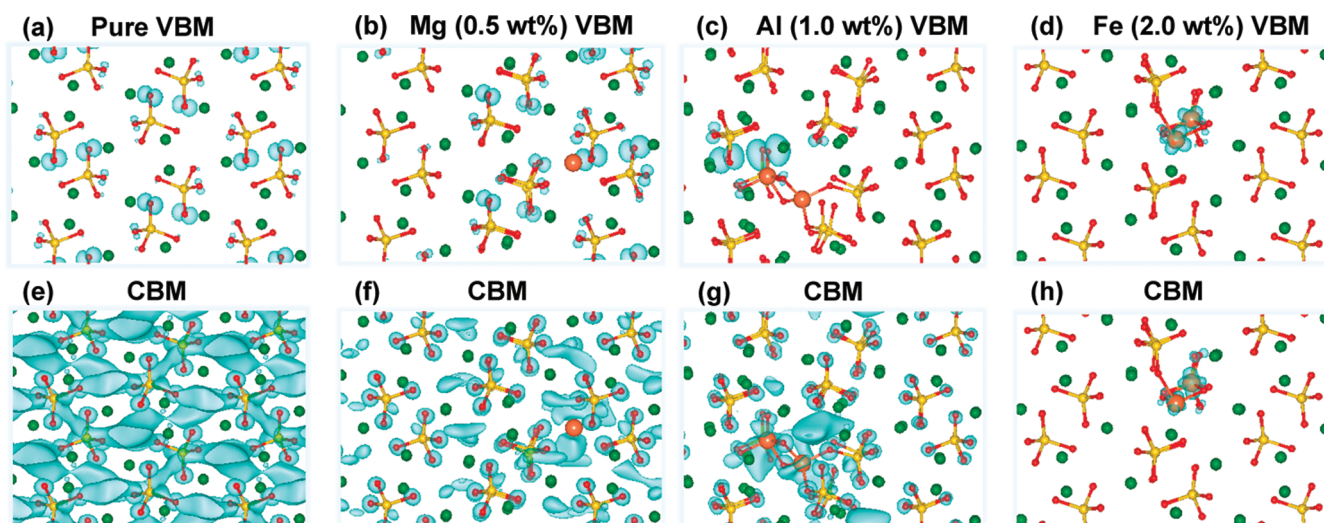 (a) Pure VBM
(b) Mg (0.5 wt%) VBM
(c) Al (1.0 wt%) VBM
(d) Fe (2.0 wt%) VBM
(e) CBM
(f) CBM
(g) CBM
(h) CBM